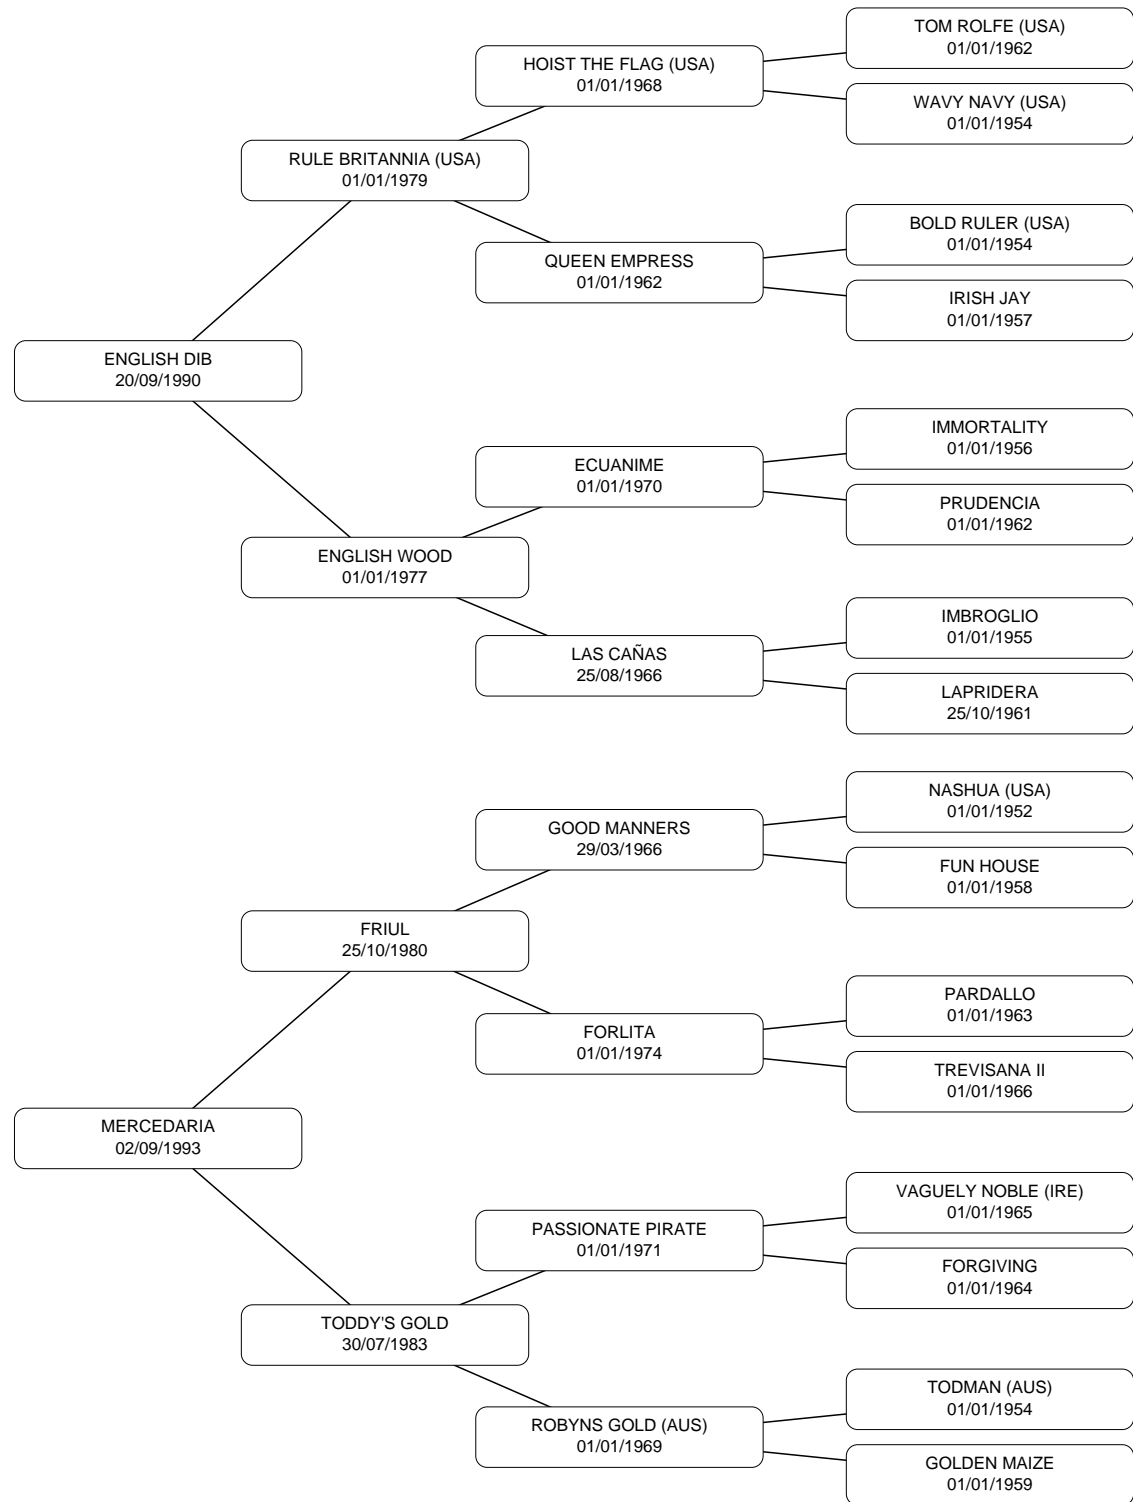 TOM ROLFE (USA)
01/01/1962
HOIST THE FLAG (USA)
01/01/1968
WAVY NAVY (USA)
01/01/1954
RULE BRITANNIA (USA)
01/01/1979
BOLD RULER (USA)
01/01/1954
QUEEN EMPRESS
01/01/1962
IRISH JAY
01/01/1957
ENGLISH DIB
20/09/1990
IMMORTALITY
01/01/1956
ECUANIME
01/01/1970
PRUDENCIA
01/01/1962
ENGLISH WOOD
01/01/1977
IMBROGLIO
01/01/1955
LAS CAÑAS
25/08/1966
LAPRIDERA
25/10/1961
NASHUA (USA)
01/01/1952
GOOD MANNERS
29/03/1966
FUN HOUSE
01/01/1958
FRIUL
25/10/1980
PARDALLO
01/01/1963
FORLITA
01/01/1974
TREVISANA II
01/01/1966
MERCEDARIA
02/09/1993
VAGUELY NOBLE (IRE)
01/01/1965
PASSIONATE PIRATE
01/01/1971
FORGIVING
01/01/1964
TODDY'S GOLD
30/07/1983
TODMAN (AUS)
01/01/1954
ROBYNS GOLD (AUS)
01/01/1969
GOLDEN MAIZE
01/01/1959